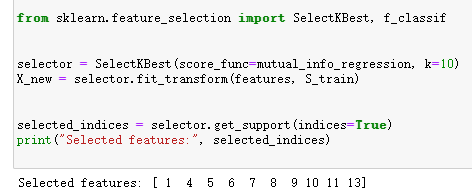 from sklearn.feature_selection import SelectKBest, f_classif
selector = SelectKBest(score_func=mutual_info_regression, k=10)
X_new = selector.fit_transform(features, S_train)
selected_indices = selector.get_support(indices=True)
print("Selected features:", selected_indices)
Selected features: [ 1  4  5  6  7  8  9 10 11 13]